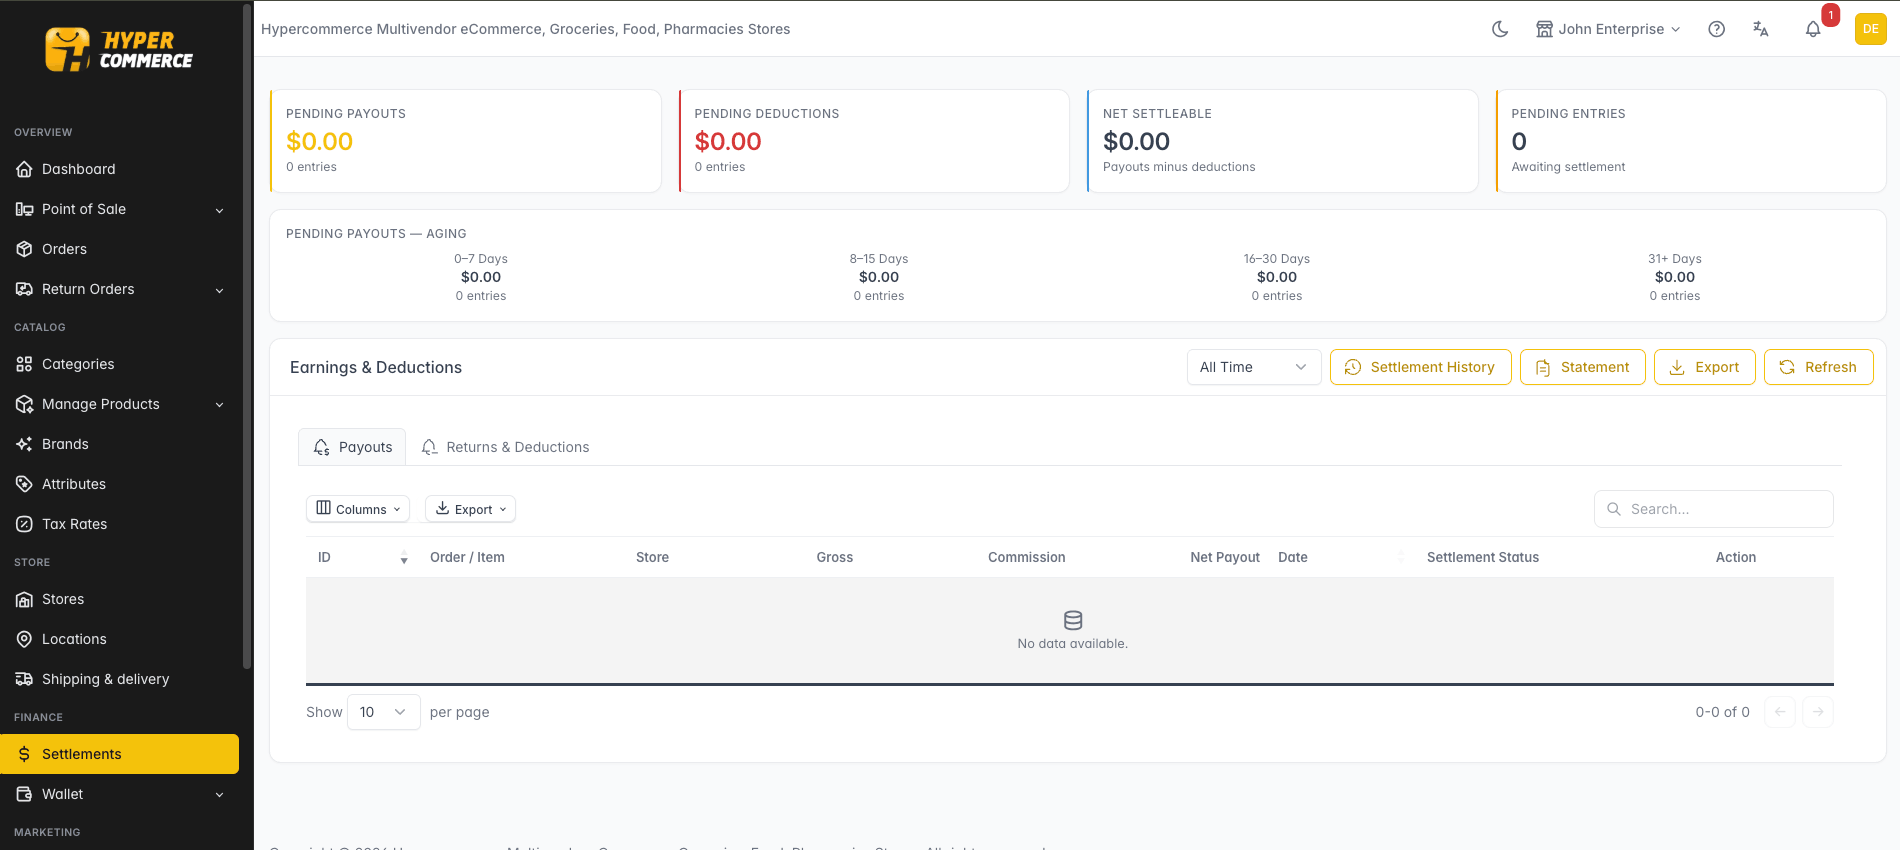 HYPER
COMMERCE
Hypercommerce Multivendor eCommerce, Groceries, Food, Pharmacies Stores
John Enterprise
1
DE
OVERVIEW
Dashboard
Point of Sale
Orders
Return Orders
CATALOG
Categories
Manage Products
Brands
Attributes
Tax Rates
STORE
Stores
Locations
Shipping & delivery
FINANCE
Settlements
Wallet
MARKETING
PENDING PAYOUTS
$0.00
0 entries
PENDING DEDUCTIONS
$0.00
0 entries
NET SETTLEABLE
$0.00
Payouts minus deductions
PENDING ENTRIES
0
Awaiting settlement
PENDING PAYOUTS — AGING
0–7 Days
$0.00
0 entries
8–15 Days
$0.00
0 entries
16–30 Days
$0.00
0 entries
31+ Days
$0.00
0 entries
Earnings & Deductions
All Time
Settlement History
Statement
Export
Refresh
Payouts
Returns & Deductions
Columns
Export
Search...
ID Order / Item Store Gross Commission Net Payout Date Settlement Status Action
No data available.
Show 10 per page
0-0 of 0